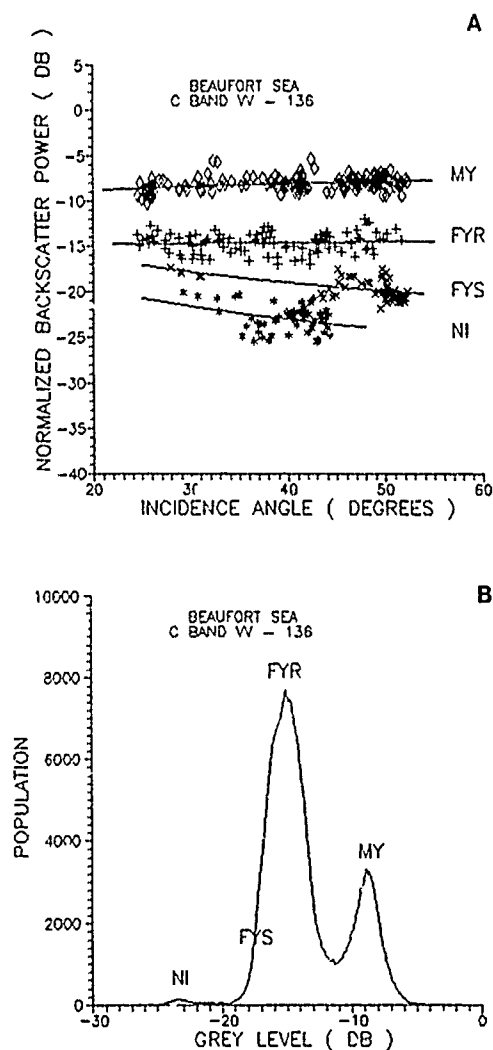 A
BEAUFORT SEA
C BAND VV - 136
NORMALIZED BACKSCATTER POWER ( DB )
5
0
-5
-10
-15
-20
-25
-30
-35
-40
MY
FYR
FYS
NI
20
30
40
50
60
INCIDENCE ANGLE ( DEGREES )
B
BEAUFORT SEA
C BAND VV - 136
POPULATION
10000
8000
6000
4000
2000
0
FYR
MY
FYS
NI
-30
-20
-10
0
GREY LEVEL ( DB )